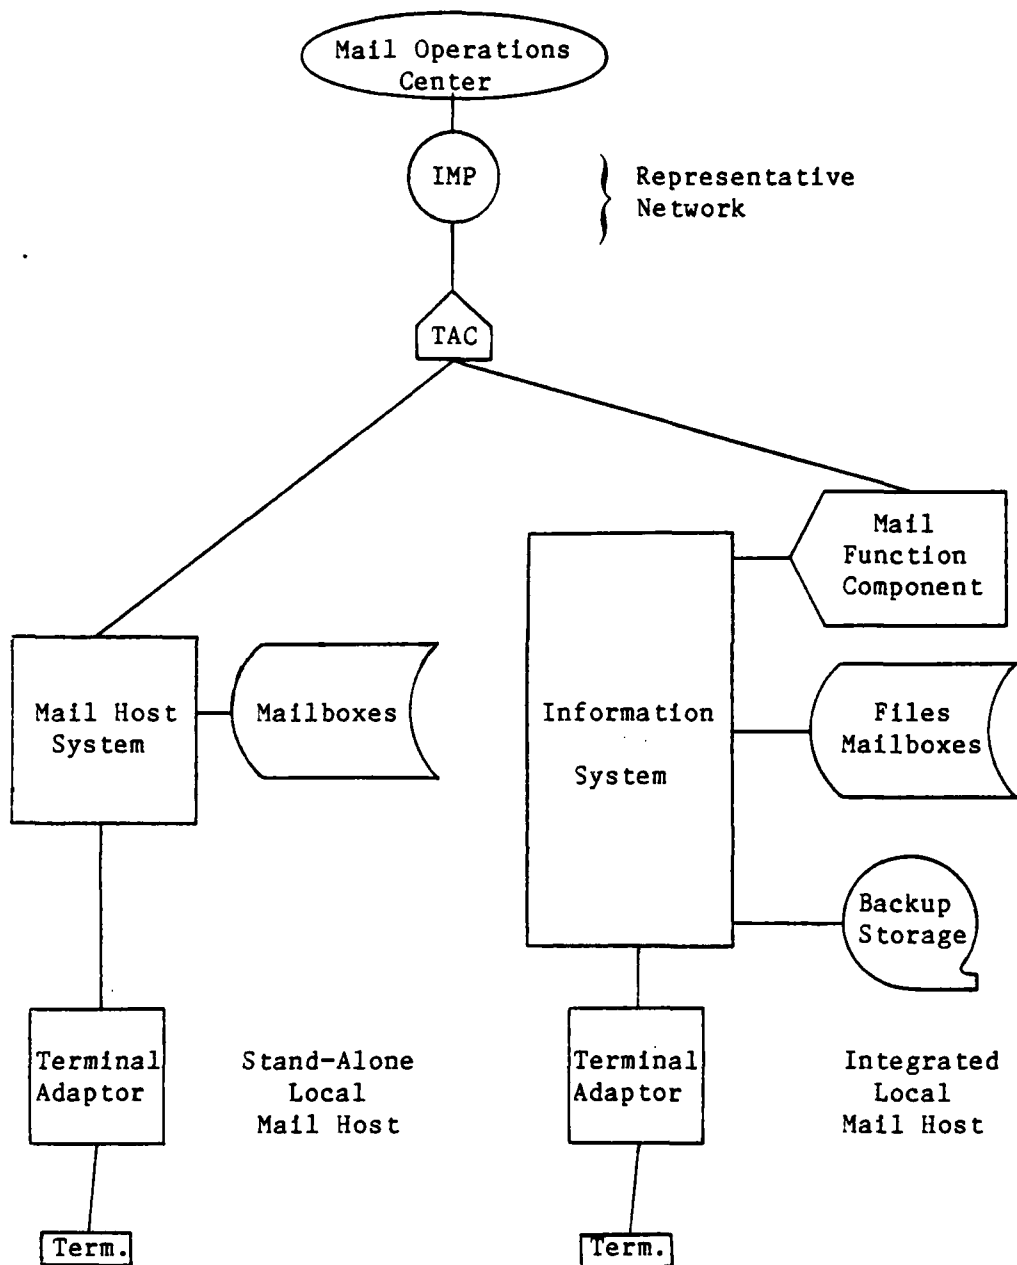 Mail Operations
Center
IMP
Representative
Network
TAC
Mail
Function
Component
Mail Host
System
Mailboxes
Information
System
Files
Mailboxes
Backup
Storage
Terminal
Adaptor
Stand-Alone
Local
Mail Host
Terminal
Adaptor
Integrated
Local
Mail Host
Term.
Term.